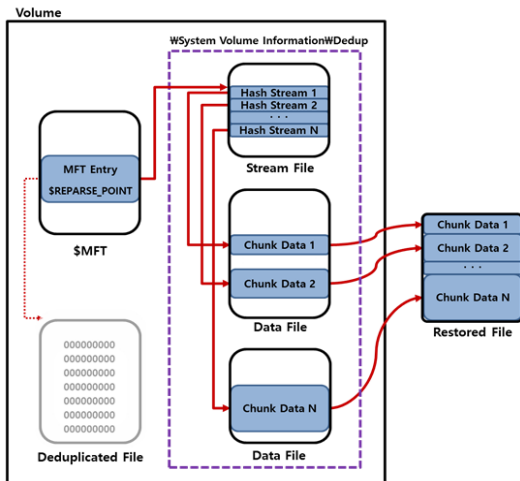 Volume
₩System Volume Information₩Dedup
Hash Stream 1
Hash Stream 2
· · ·
Hash Stream N
Stream File
MFT Entry
$REPARSE_POINT
$MFT
Chunk Data 1
Chunk Data 2
Data File
Chunk Data 1
Chunk Data 2
· · ·
Chunk Data N
Restored File
000000000
000000000
000000000
000000000
000000000
000000000
000000000
Deduplicated File
Chunk Data N
Data File